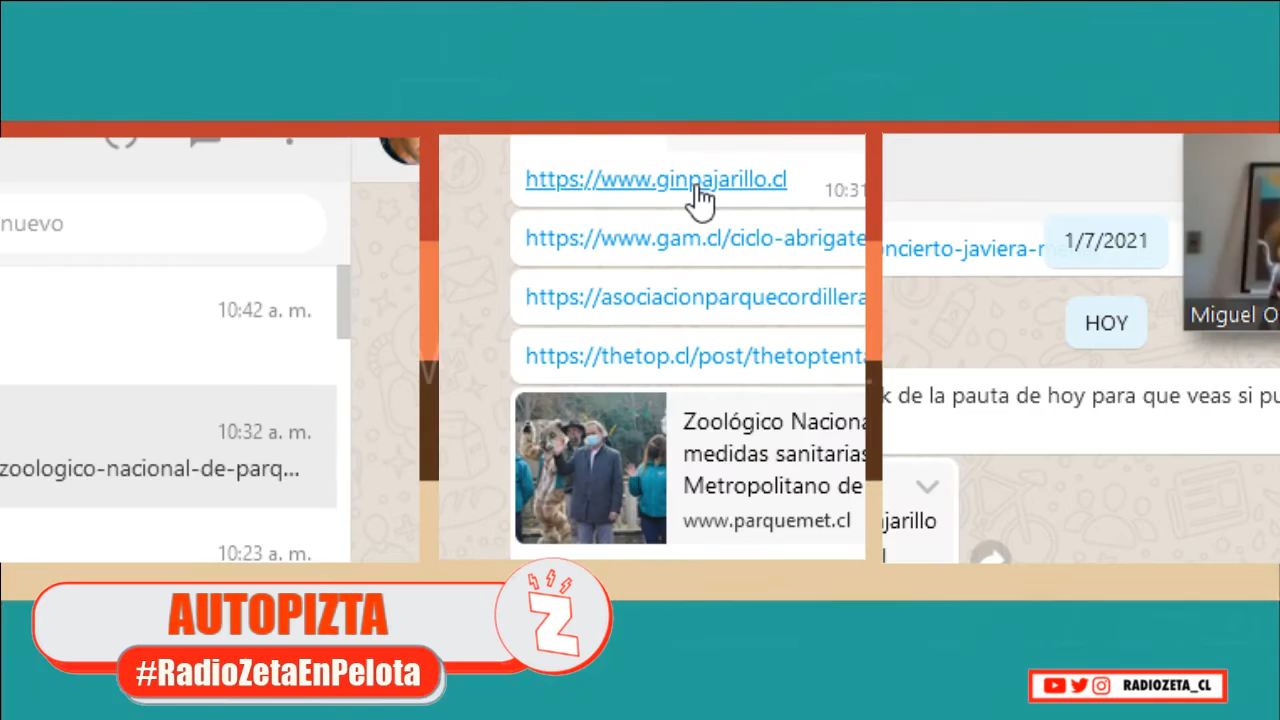 nuevo
10:42 a. m.
10:32 a. m.
zoologico-nacional-de-parq...
10:23 a. m.
https://www.ginpajarillo.cl
10:31
https://www.gam.cl/ciclo-abrigate
https://asociacionparquecordillera
https://thetop.cl/post/thetoptenta
Zoológico Naciona
medidas sanitarias
Metropolitano de
www.parquemet.cl
oncierto-javiera-m
1/7/2021
HOY
Miguel O
k de la pauta de hoy para que veas si pu
jarillo
AUTOPIZTA
Z
#RadioZetaEnPelota
RADIOZETA_CL